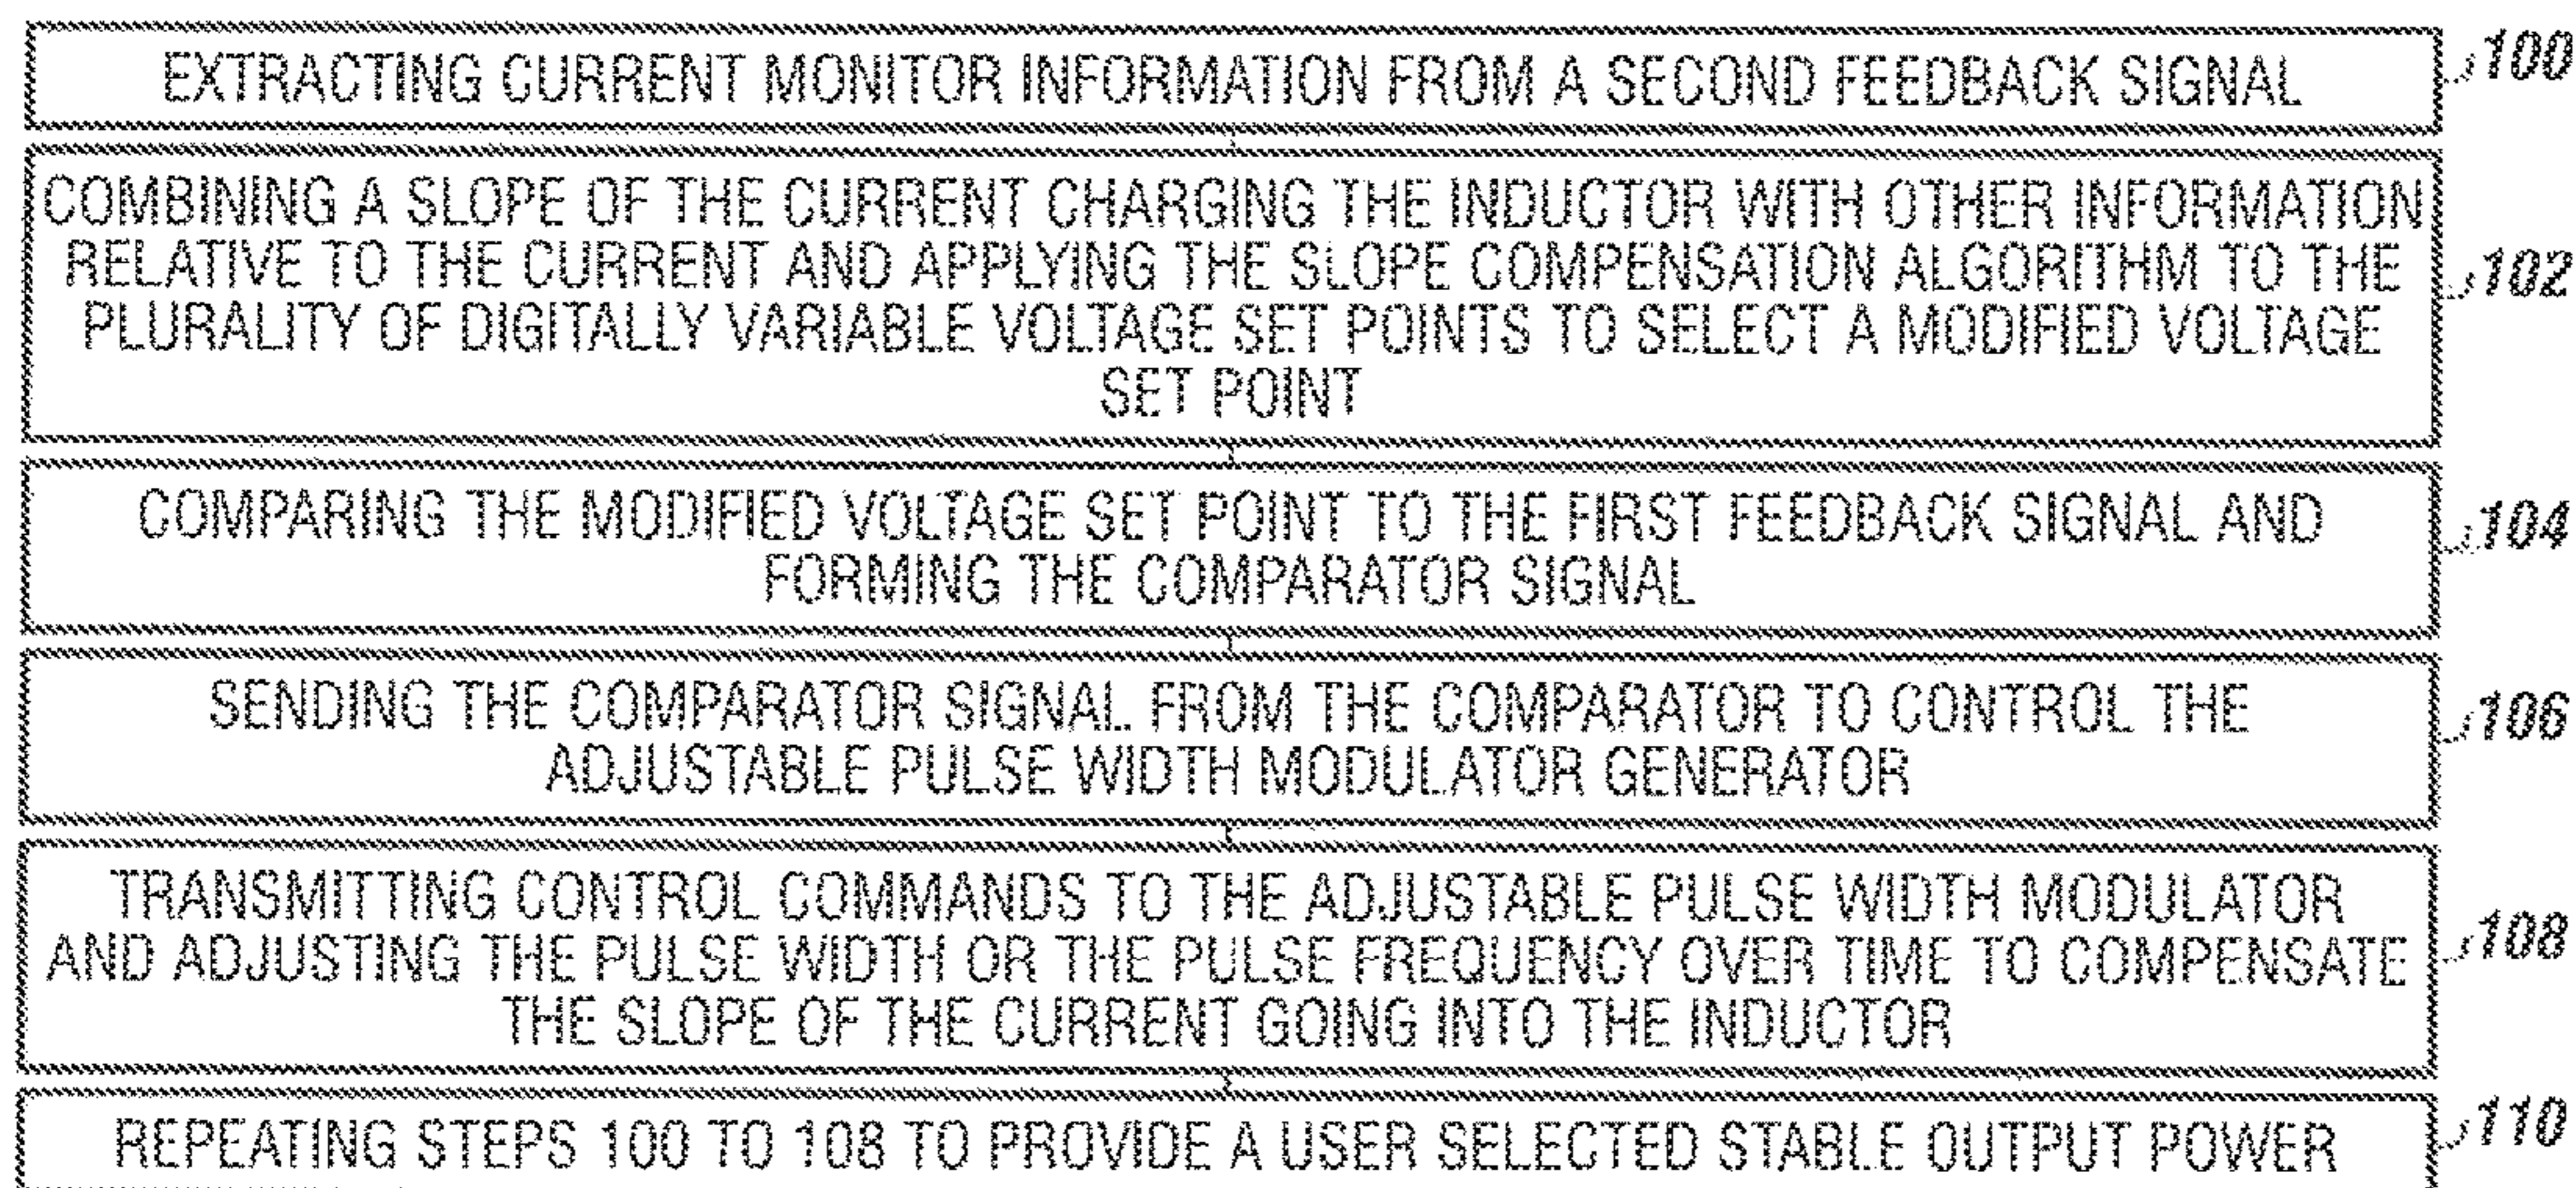 EXTRACTING CURRENT MONITOR INFORMATION FROM A SECOND FEEDBACK SIGNAL
100
COMBINING A SLOPE OF THE CURRENT CHARGING THE INDUCTOR WITH OTHER INFORMATION
RELATIVE TO THE CURRENT AND APPLYING THE SLOPE COMPENSATION ALGORITHM TO THE
PLURALITY OF DIGITALLY VARIABLE VOLTAGE SET POINTS TO SELECT A MODIFIED VOLTAGE
SET POINT
102
COMPARING THE MODIFIED VOLTAGE SET POINT TO THE FIRST FEEDBACK SIGNAL AND
FORMING THE COMPARATOR SIGNAL
104
SENDING THE COMPARATOR SIGNAL FROM THE COMPARATOR TO CONTROL THE
ADJUSTABLE PULSE WIDTH MODULATOR GENERATOR
106
TRANSMITTING CONTROL COMMANDS TO THE ADJUSTABLE PULSE WIDTH MODULATOR
AND ADJUSTING THE PULSE WIDTH OR THE PULSE FREQUENCY OVER TIME TO COMPENSATE
THE SLOPE OF THE CURRENT GOING INTO THE INDUCTOR
108
REPEATING STEPS 100 TO 108 TO PROVIDE A USER SELECTED STABLE OUTPUT POWER
110